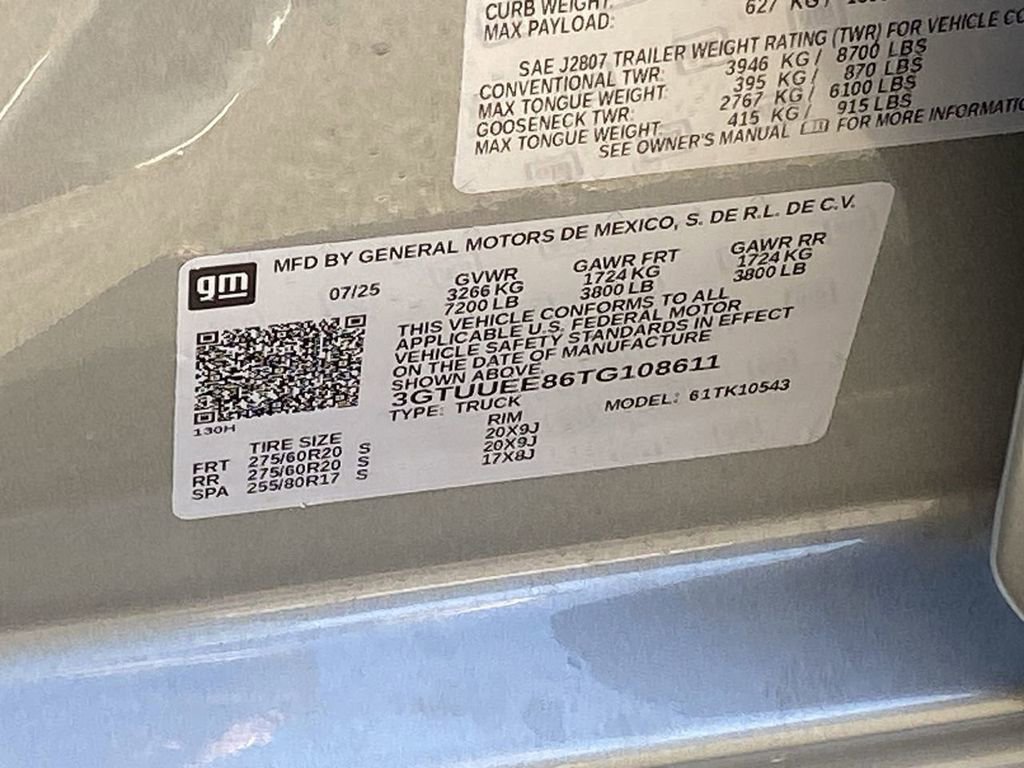 CURB WEIGHT:
MAX PAYLOAD: 627 KG/
SAE J2807 TRAILER WEIGHT RATING (TWR) FOR VEHICLE
CONVENTIONAL TWR: 3946 KG/ 8700 LBS
MAX TONGUE WEIGHT: 395 KG/ 870 LBS
GOOSENECK TWR: 2767 KG/ 6100 LBS
MAX TONGUE WEIGHT: 415 KG/ 915 LBS
SEE OWNER'S MANUAL FOR MORE INFORMATIO
gm
MFD BY GENERAL MOTORS DE MEXICO, S. DE R.L. DE C.V.
07/25 GVWR GAWR FRT GAWR RR
3266 KG 1724 KG 1724 KG
7200 LB 3800 LB 3800 LB
THIS VEHICLE CONFORMS TO ALL
APPLICABLE U.S. FEDERAL MOTOR
VEHICLE SAFETY STANDARDS IN EFFECT
ON THE DATE OF MANUFACTURE
SHOWN ABOVE.
3GTUUEE86TG108611
TYPE: TRUCK MODEL: 61TK10543
130H
TIRE SIZE RIM
FRT 275/60R20 S 20X9J
RR 275/60R20 S 20X9J
SPA 255/80R17 S 17X8J